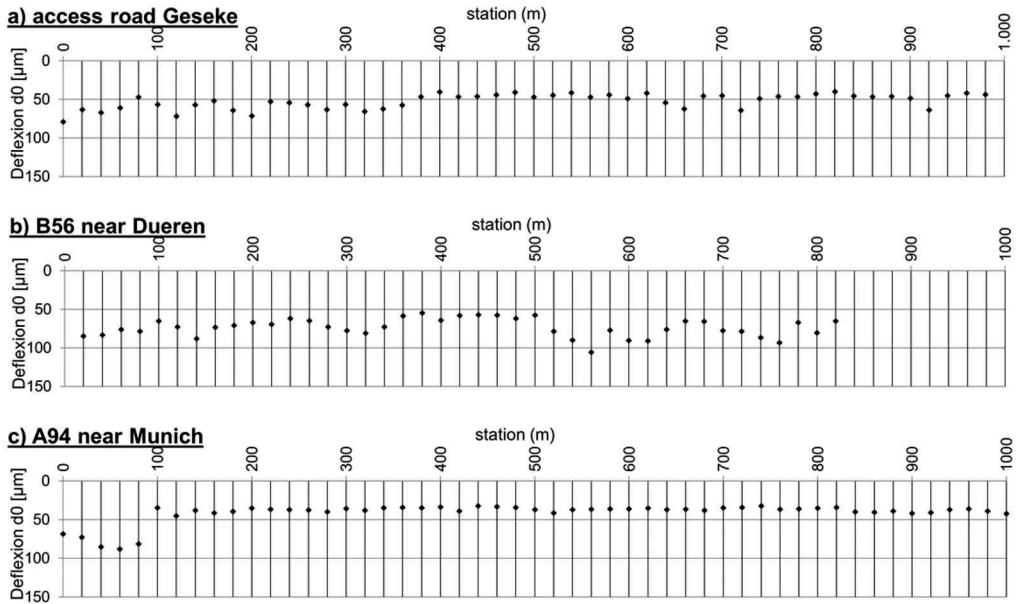 a) access road Geseke
station (m)
0 100 200 300 400 500 600 700 800 900 1.000
Deflexion d0 [µm]
0
50
100
150
b) B56 near Dueren
station (m)
0 100 200 300 400 500 600 700 800 900 1000
Deflexion d0 [µm]
0
50
100
150
c) A94 near Munich
station (m)
0 100 200 300 400 500 600 700 800 900 1000
Deflexion d0 [µm]
0
50
100
150